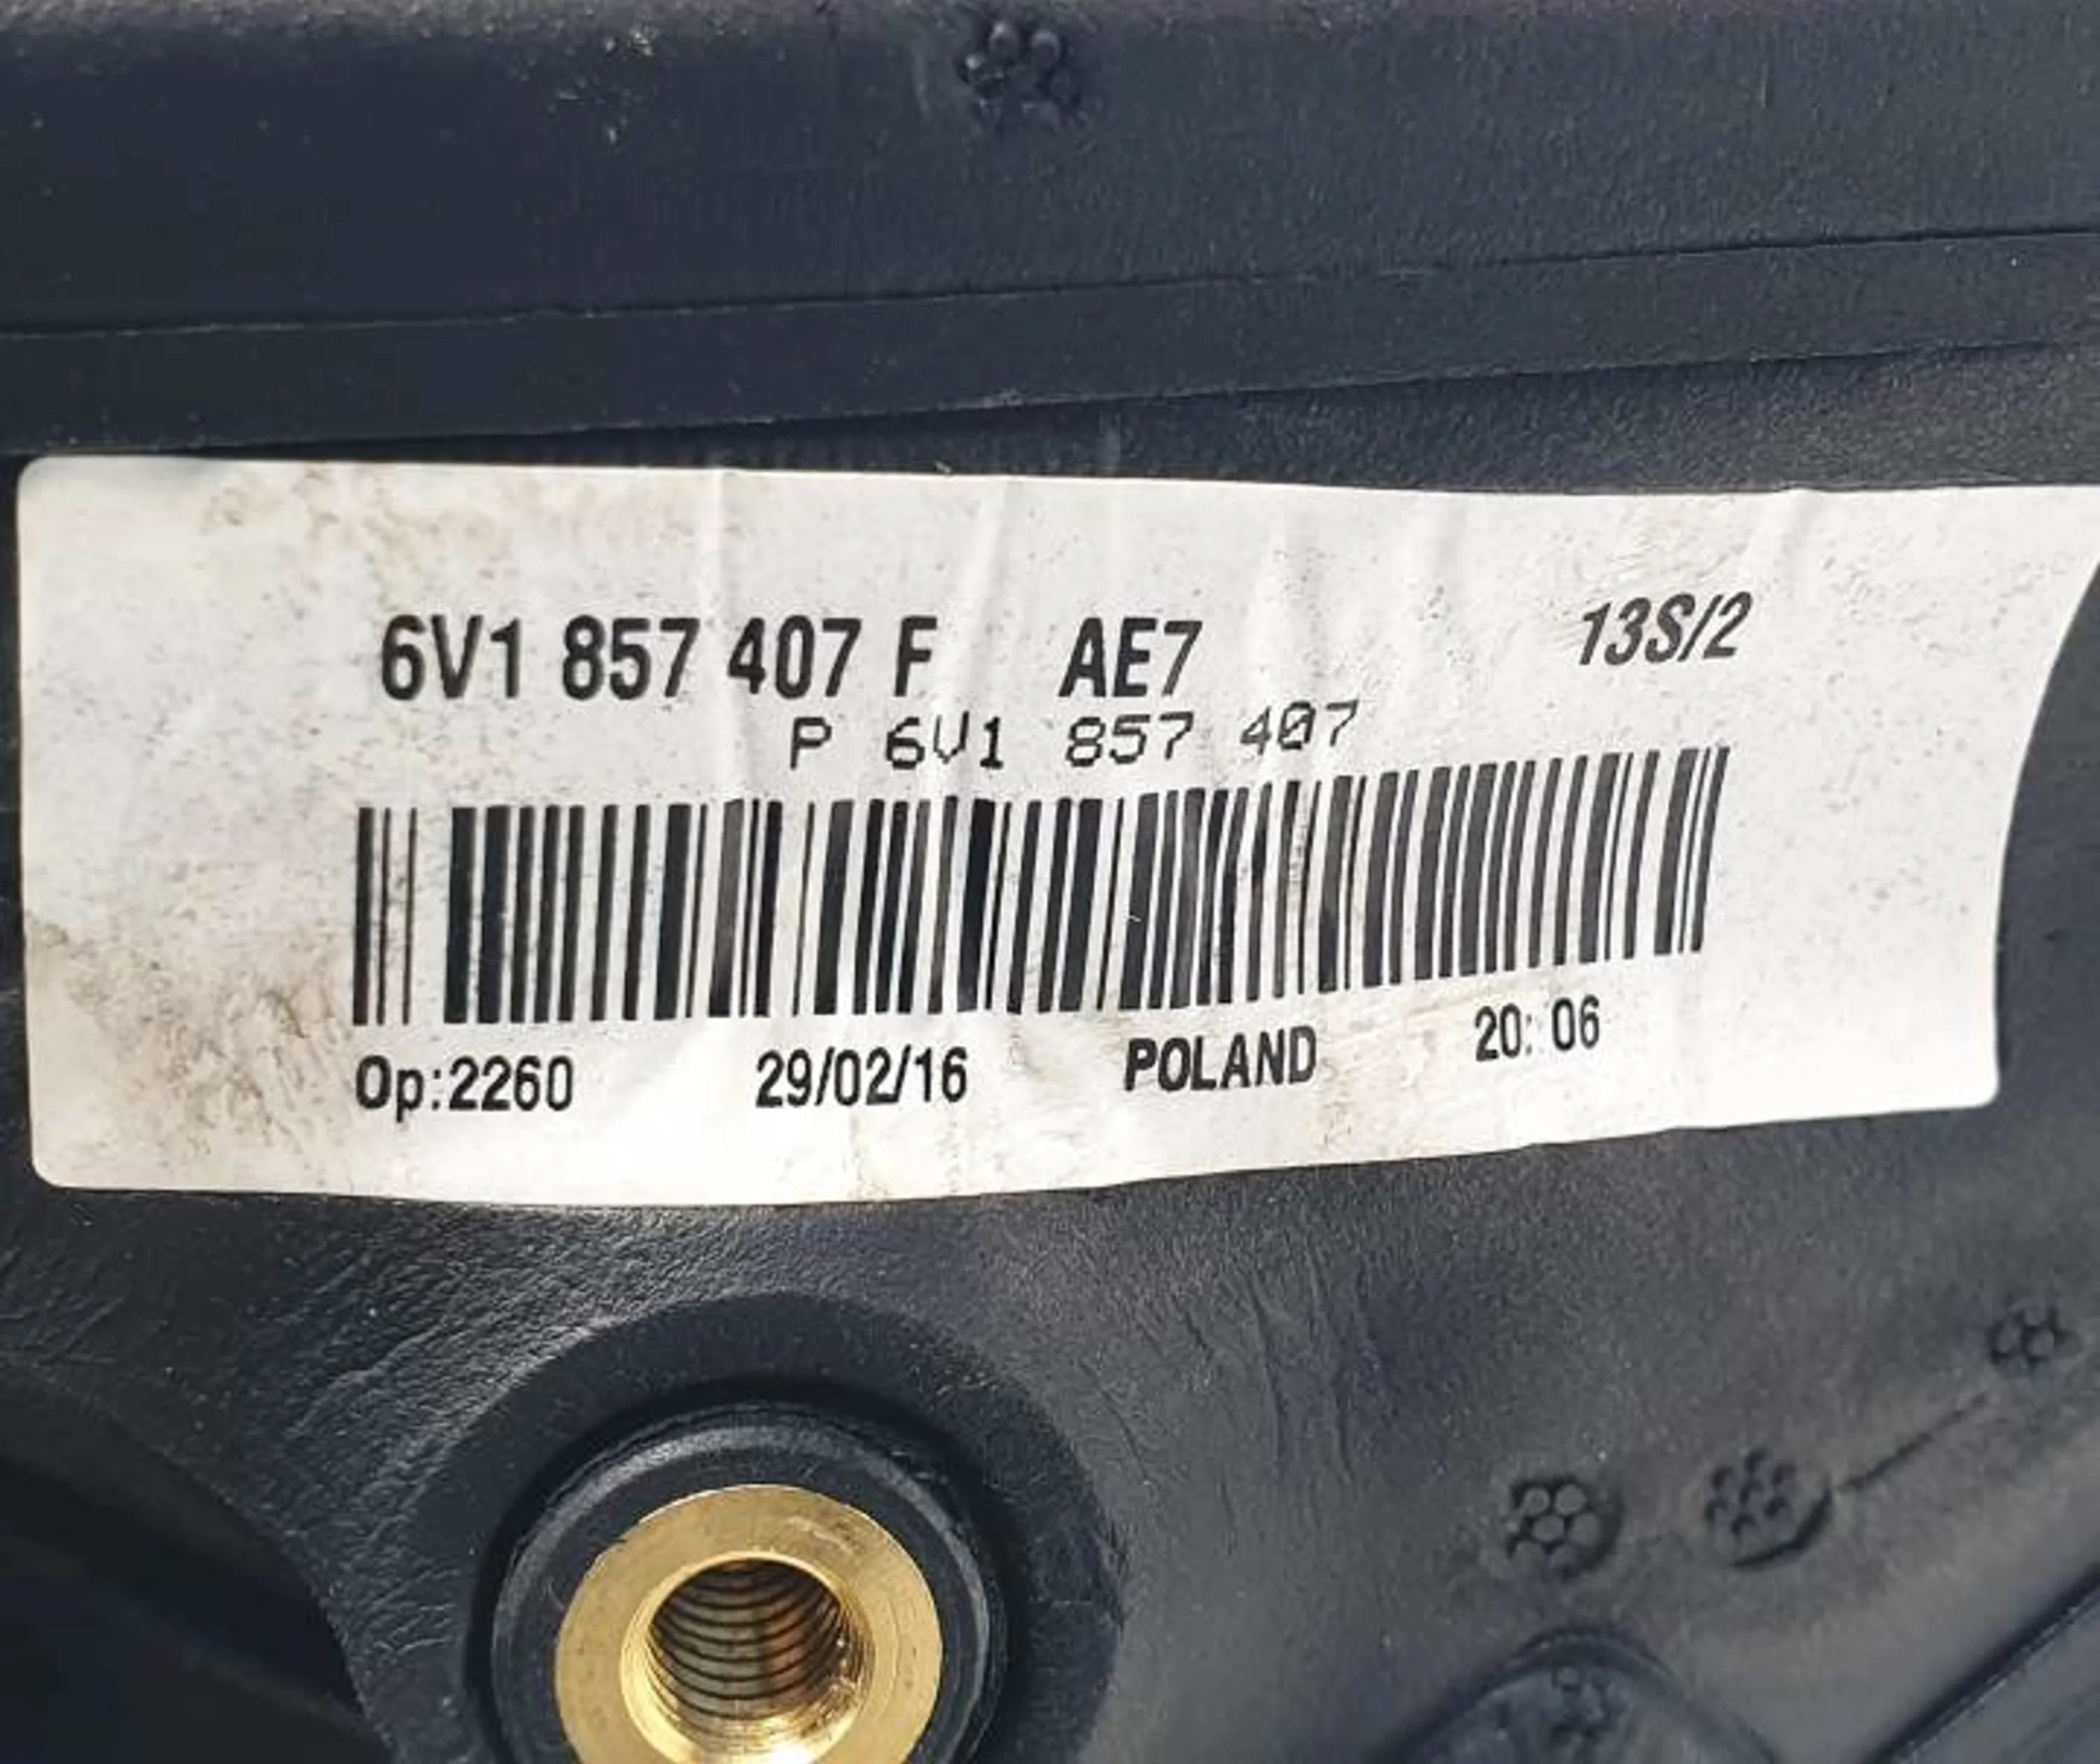 6V1 857 407 F AE7 13S/2
P 6V1 857 407
Op:2260 29/02/16 POLAND 20:06